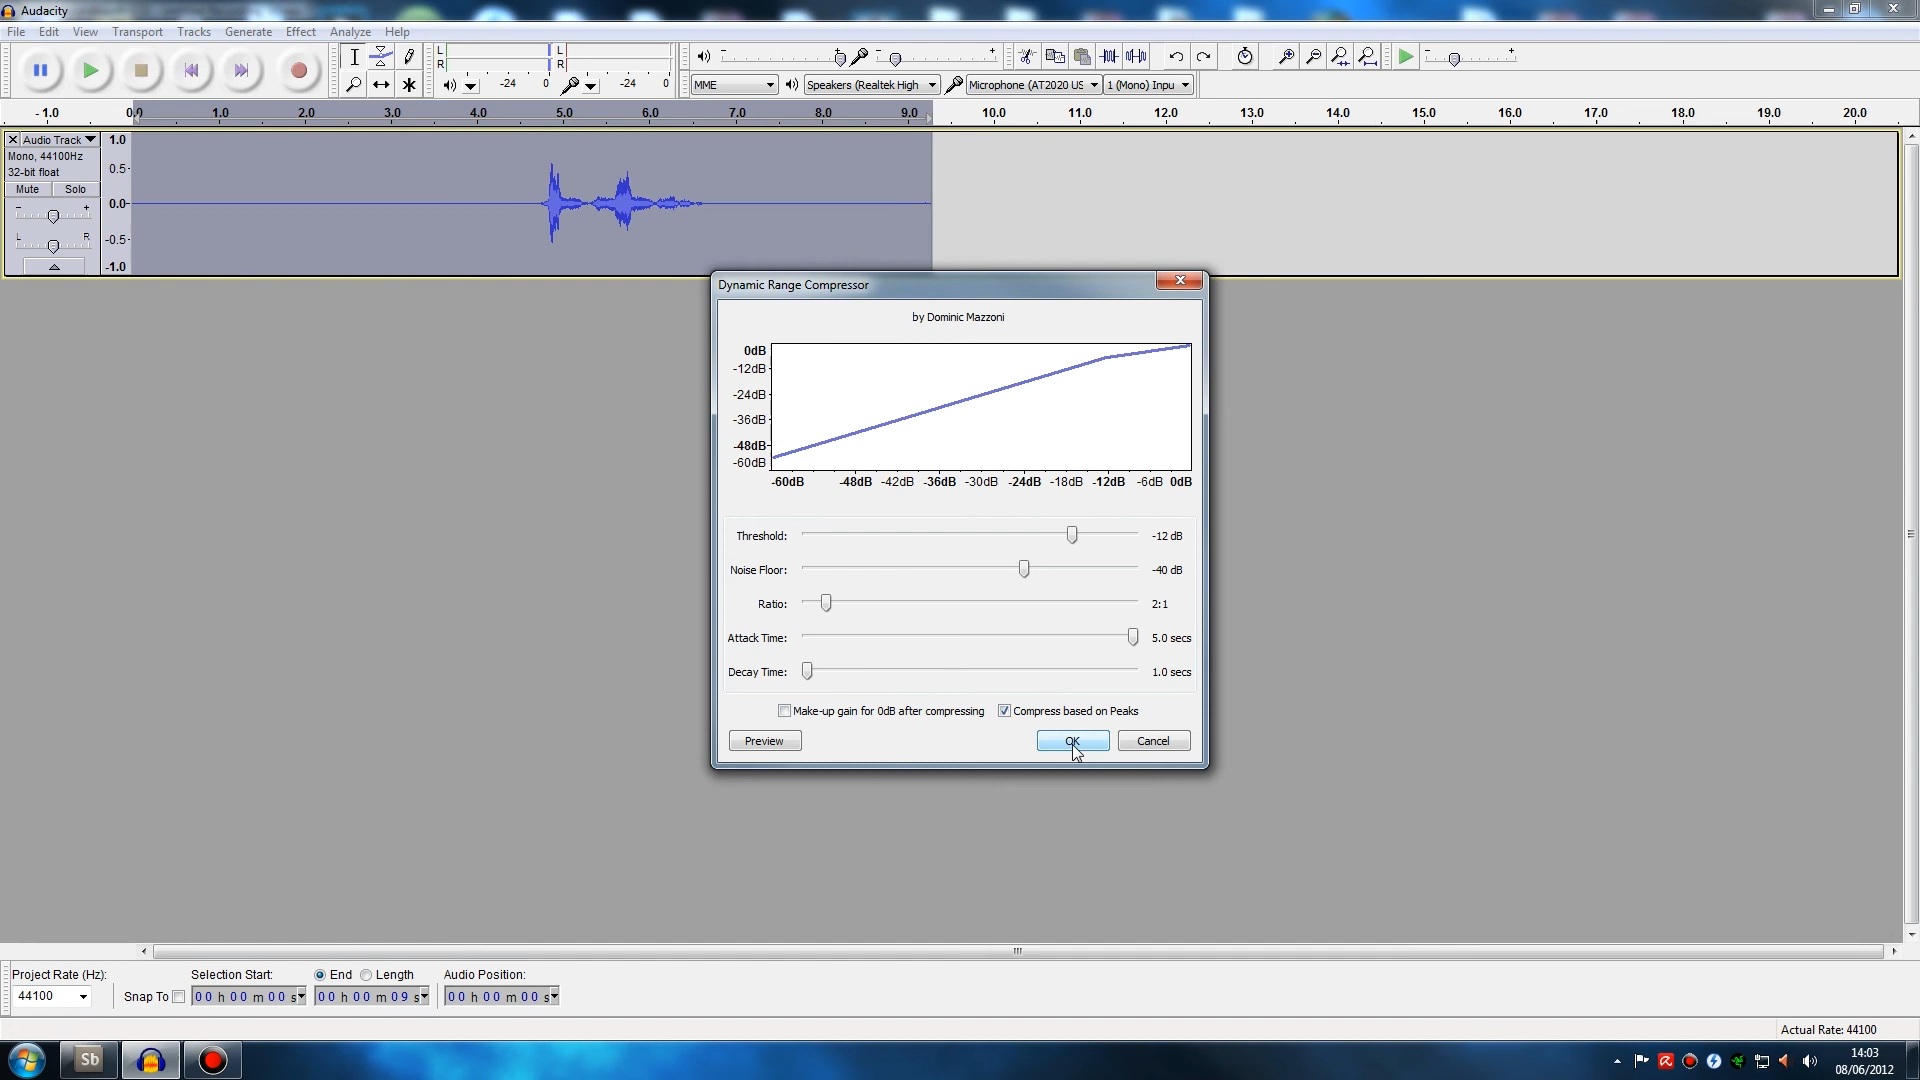 Audacity
File Edit View Transport Tracks Generate Effect Analyze Help
L
R
-24 0
L
R
-24 0
MME
Speakers (Realtek High
Microphone (AT2020 US
1 (Mono) Inpu
- 1.0 0.0 1.0 2.0 3.0 4.0 5.0 6.0 7.0 8.0 9.0 10.0 11.0 12.0 13.0 14.0 15.0 16.0 17.0 18.0 19.0 20.0
Audio Track
Mono, 44100Hz
32-bit float
Mute Solo
- +
L R
1.0
0.5
0.0
-0.5
-1.0
Dynamic Range Compressor
by Dominic Mazzoni
0dB
-12dB
-24dB
-36dB
-48dB
-60dB
-60dB -48dB -42dB -36dB -30dB -24dB -18dB -12dB -6dB 0dB
Threshold: -12 dB
Noise Floor: -40 dB
Ratio: 2:1
Attack Time: 5.0 secs
Decay Time: 1.0 secs
Make-up gain for 0dB after compressing Compress based on Peaks
Preview OK Cancel
Project Rate (Hz): Selection Start: End Length Audio Position:
44100 Snap To 00 h 00 m 00 s 00 h 00 m 09 s 00 h 00 m 00 s
Actual Rate: 44100
Sb
14:03
08/06/2012